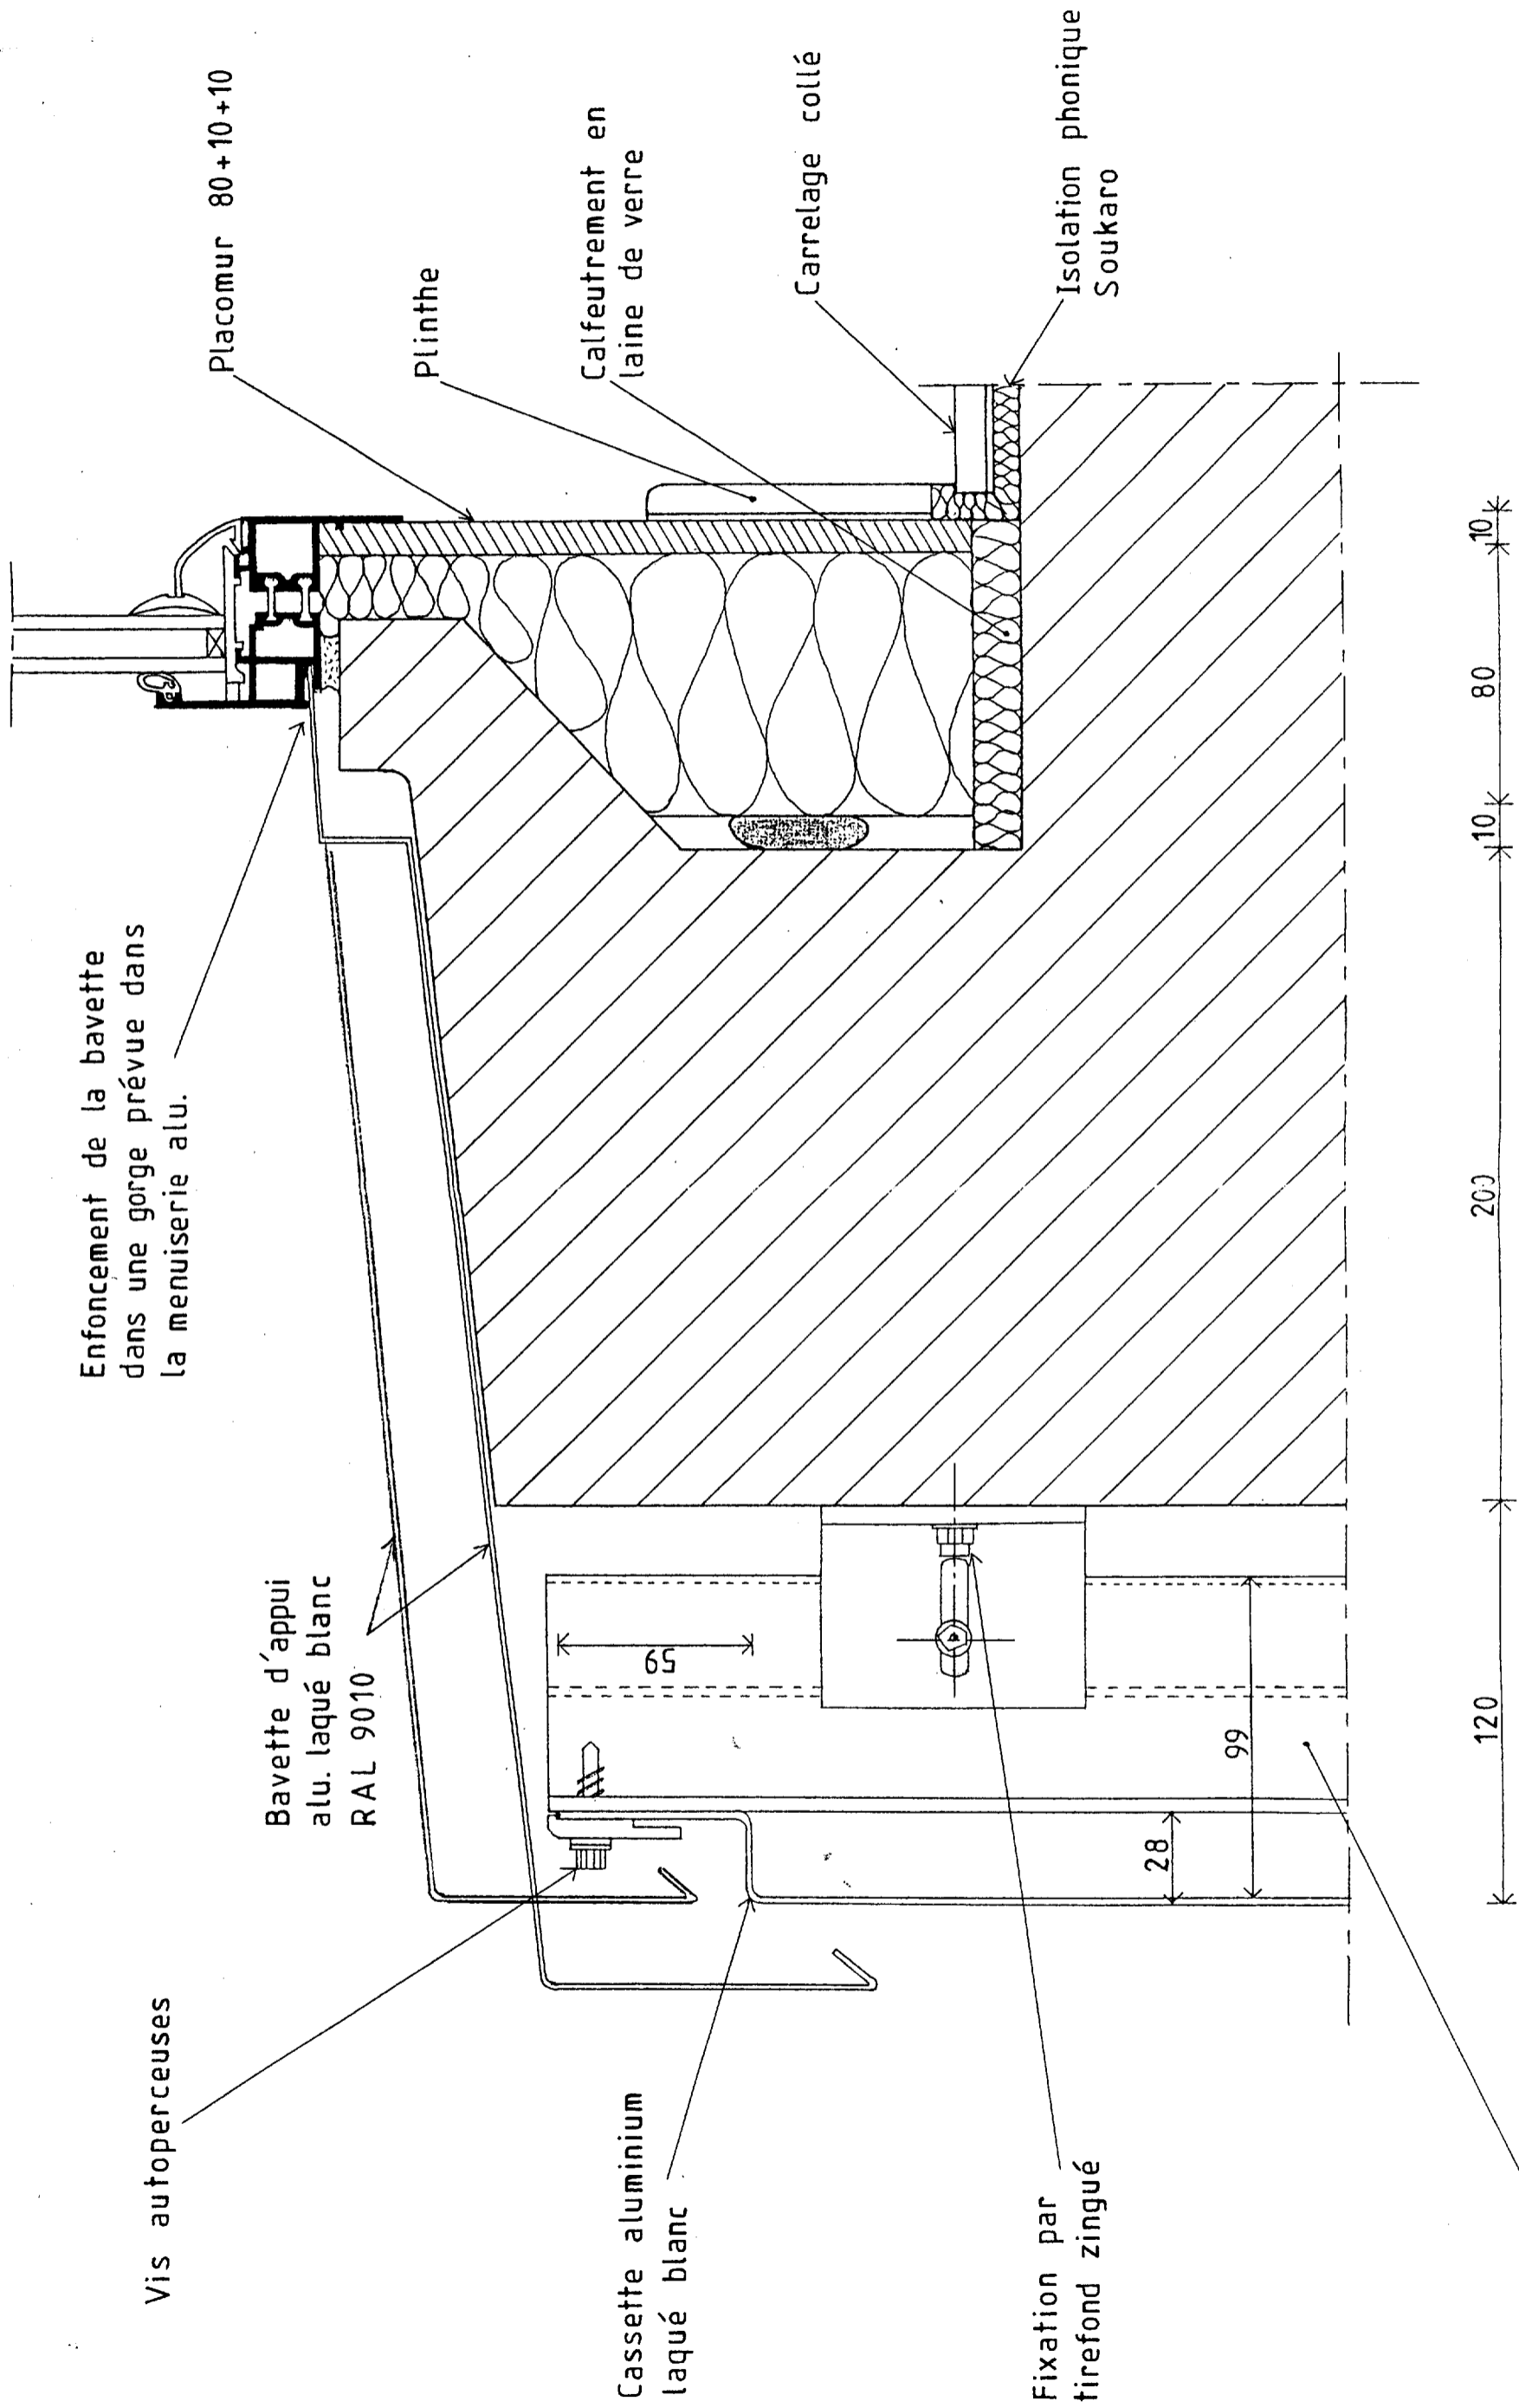 Vis autoperceuses
Cassette aluminium
laqué blanc
Fixation par
tirefond zingué
Bavette d'appui
alu. laqué blanc
RAL 9010
Enfoncement de la bavette
dans une gorge prévue dans
la menuiserie alu.
Placomur 80+10+10
Plinthe
Calfeutrement en
laine de verre
Carrelage collé
Isolation phonique
Soukaro
59
28
99
120
200
10
80
10